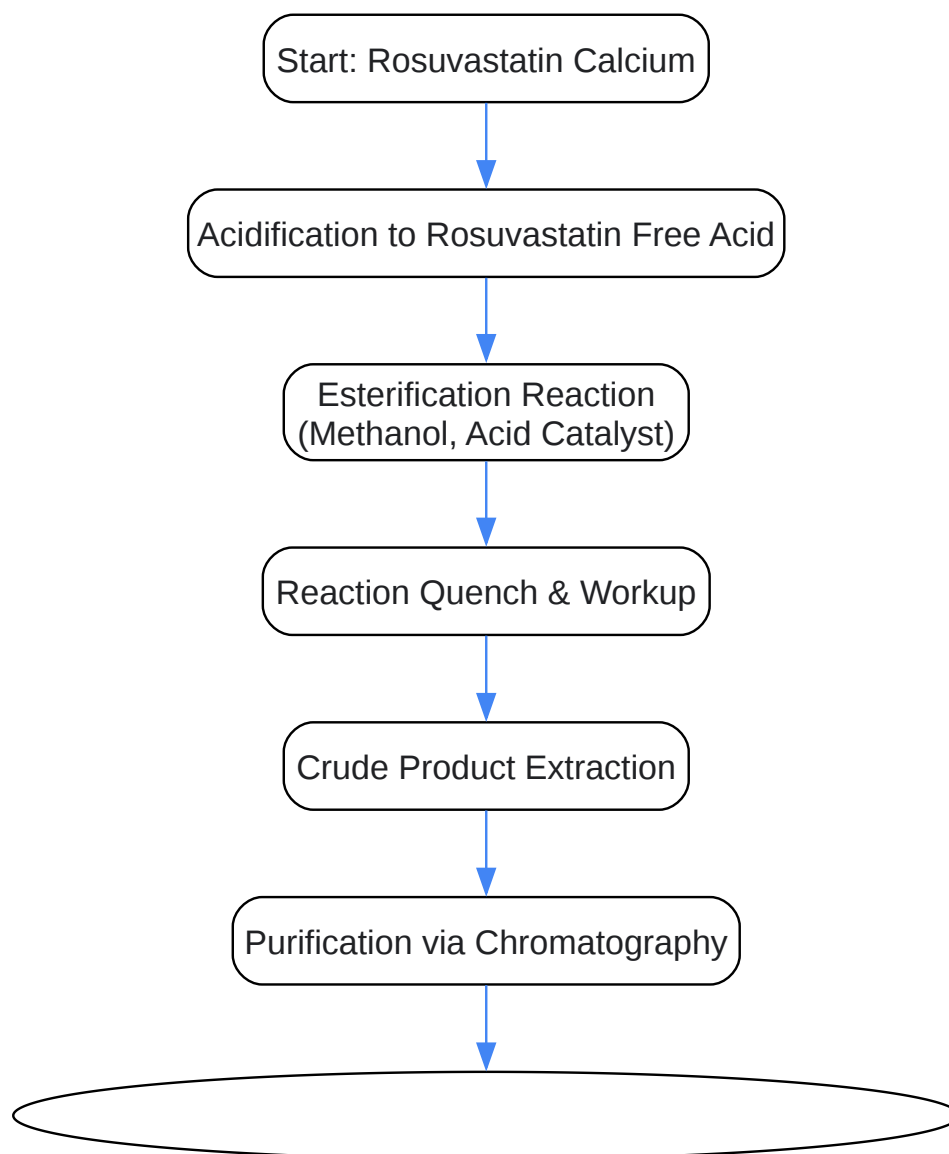 Start: Rosuvastatin Calcium
Acidification to Rosuvastatin Free Acid
Esterification Reaction
(Methanol, Acid Catalyst)
Reaction Quench & Workup
Crude Product Extraction
Purification via Chromatography